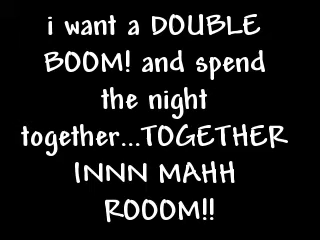 i want a DOUBLE
BOOM! and spend
the night
together...TOGETHER
INNN MAHH
ROOOM!!